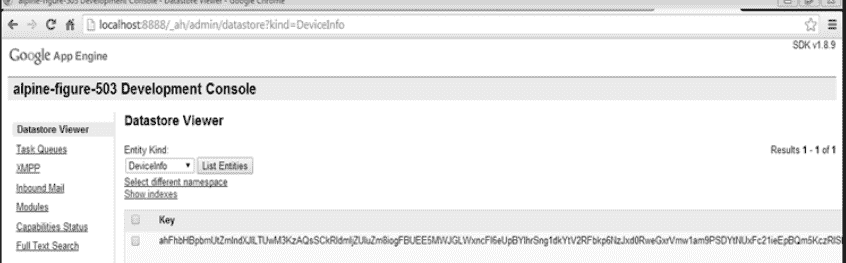 alpine-figure-503 Development Console - Datastore Viewer - Google Chrome
localhost:8888/_ah/admin/datastore?kind=DeviceInfo
SDK v1.8.9
Google App Engine
alpine-figure-503 Development Console
Datastore Viewer
Task Queues
XMPP
Inbound Mail
Modules
Capabilities Status
Full Text Search
Datastore Viewer
Entity Kind:
Results 1 - 1 of 1
DeviceInfo List Entities
Select different namespace
Show indexes
Key